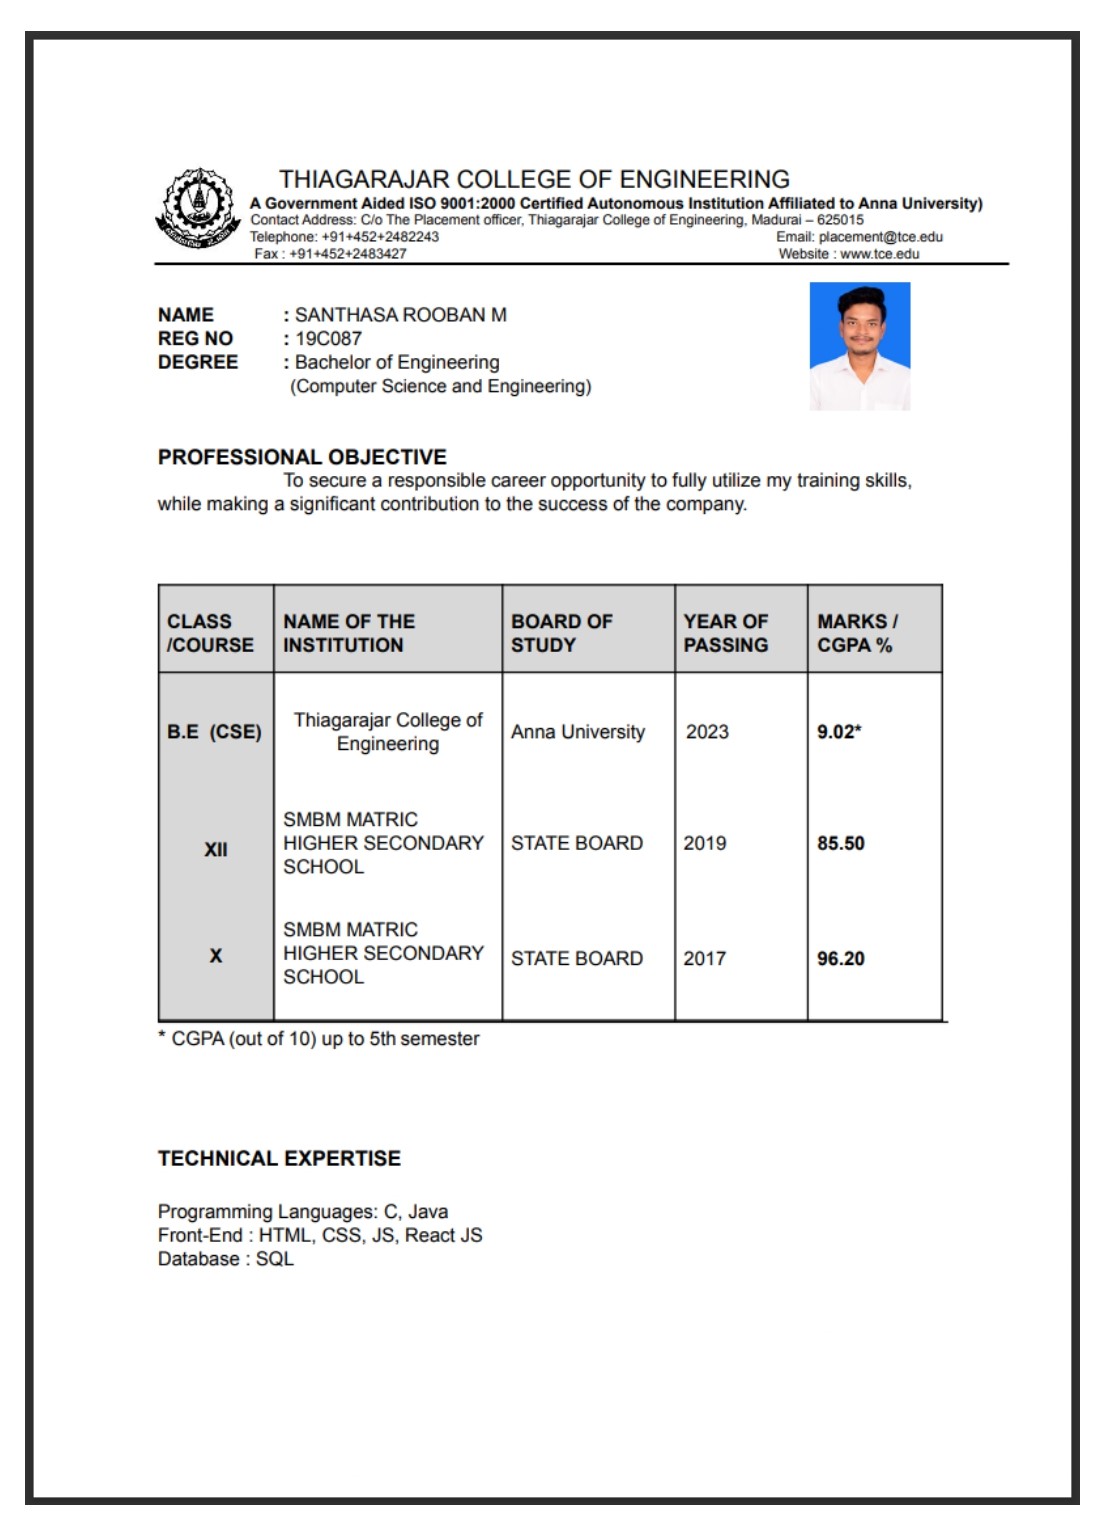 THIAGARAJAR COLLEGE OF ENGINEERING
A Government Aided ISO 9001:2000 Certified Autonomous Institution Affiliated to Anna University)
Contact Address: C/o The Placement officer, Thiagarajar College of Engineering, Madurai – 625015
Telephone: +91+452+2482243 Email: placement@tce.edu
Fax : +91+452+2483427 Website : www.tce.edu
NAME : SANTHASA ROOBAN M
REG NO : 19C087
DEGREE : Bachelor of Engineering
(Computer Science and Engineering)
PROFESSIONAL OBJECTIVE
To secure a responsible career opportunity to fully utilize my training skills,
while making a significant contribution to the success of the company.
CLASS NAME OF THE BOARD OF YEAR OF MARKS /
/COURSE INSTITUTION STUDY PASSING CGPA %
Thiagarajar College of
B.E (CSE) Anna University 2023 9.02*
Engineering
SMBM MATRIC
XII HIGHER SECONDARY STATE BOARD 2019 85.50
SCHOOL
SMBM MATRIC
X HIGHER SECONDARY STATE BOARD 2017 96.20
SCHOOL
* CGPA (out of 10) up to 5th semester
TECHNICAL EXPERTISE
Programming Languages: C, Java
Front-End : HTML, CSS, JS, React JS
Database : SQL